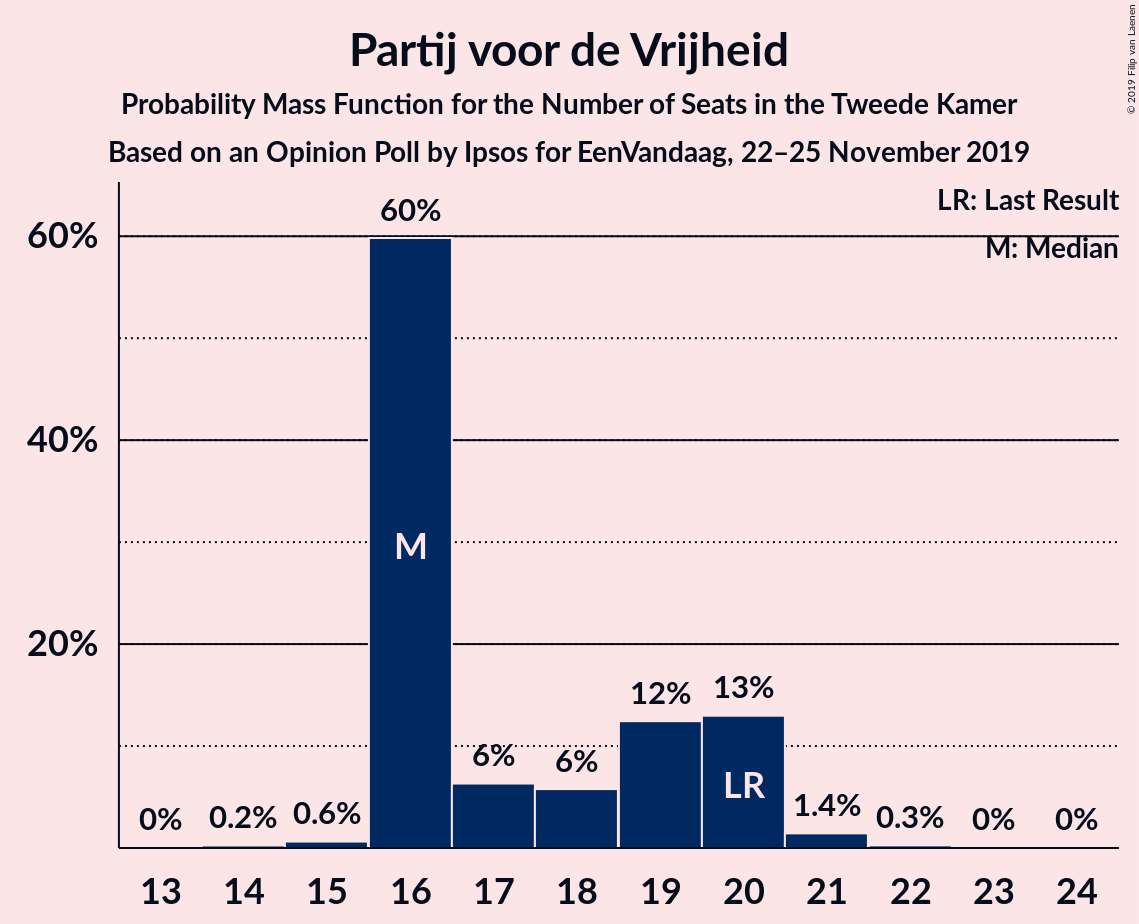 Partij voor de Vrijheid
Probability Mass Function for the Number of Seats in the Tweede Kamer
Based on an Opinion Poll by Ipsos for EenVandaag, 22–25 November 2019
© 2019 Filip van Laenen
LR: Last Result
M: Median
60%
40%
20%
0%
0.2%
0.6%
60%
6%
6%
12%
13%
1.4%
0.3%
0%
0%
M
LR
13 14 15 16 17 18 19 20 21 22 23 24